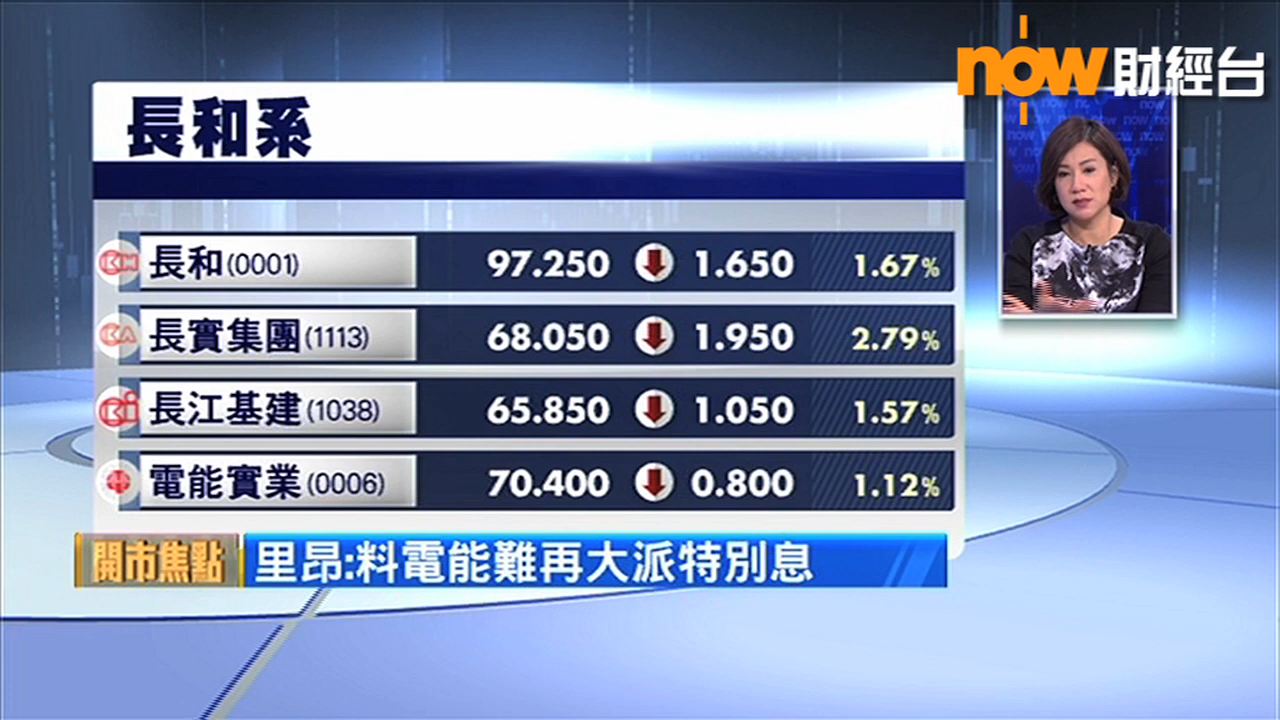 now 財經台
長和系
長和 (0001) 97.250 1.650 1.67%
長實集團 (1113) 68.050 1.950 2.79%
長江基建 (1038) 65.850 1.050 1.57%
電能實業 (0006) 70.400 0.800 1.12%
開市焦點 里昂:料電能難再大派特別息